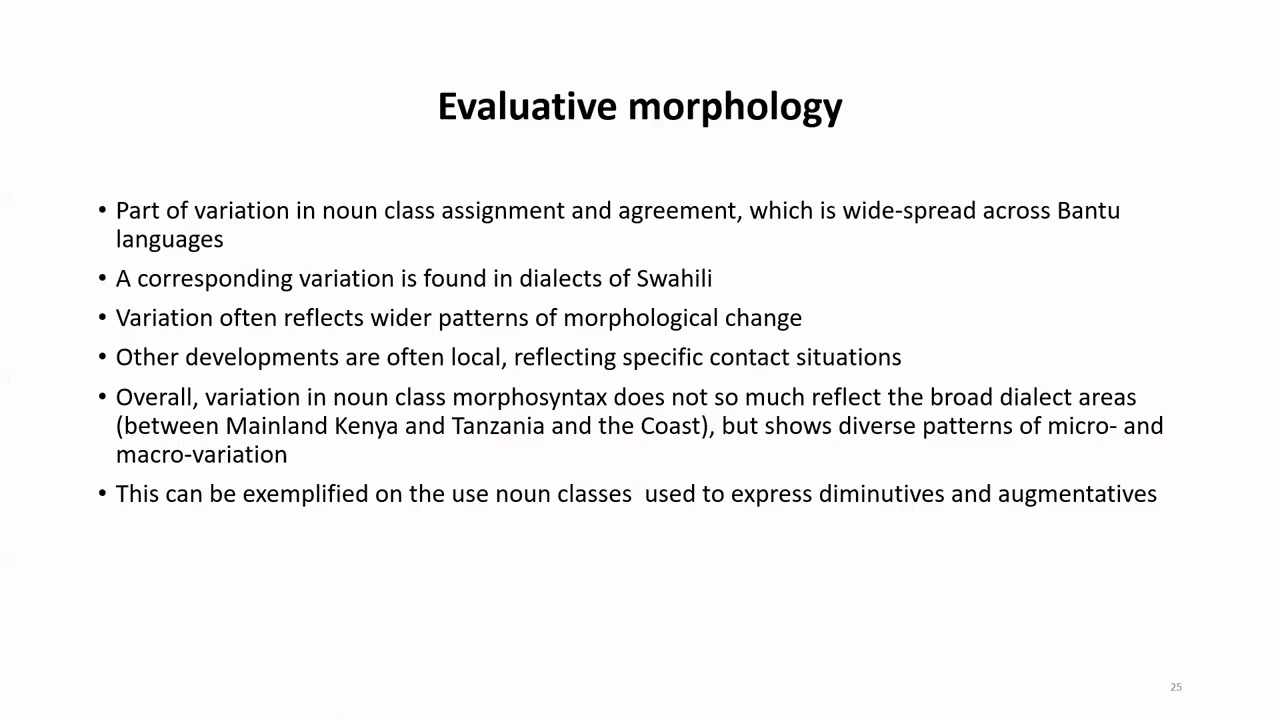 Evaluative morphology
• Part of variation in noun class assignment and agreement, which is wide-spread across Bantu
languages
• A corresponding variation is found in dialects of Swahili
• Variation often reflects wider patterns of morphological change
• Other developments are often local, reflecting specific contact situations
• Overall, variation in noun class morphosyntax does not so much reflect the broad dialect areas
(between Mainland Kenya and Tanzania and the Coast), but shows diverse patterns of micro- and
macro-variation
• This can be exemplified on the use noun classes  used to express diminutives and augmentatives
25